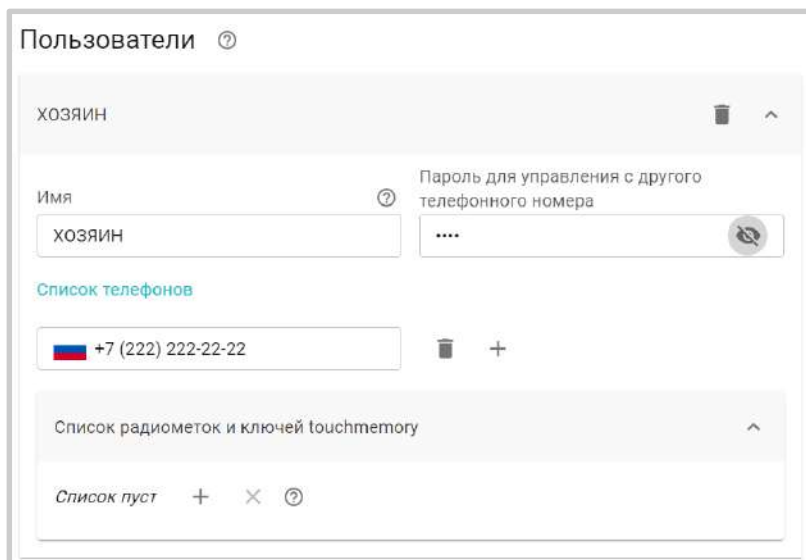 Пользователи
ХОЗЯИН
Имя
Пароль для управления с другого
телефонного номера
ХОЗЯИН
••••
Список телефонов
+7 (222) 222-22-22
Список радиометок и ключей touchmemory
Список пуст